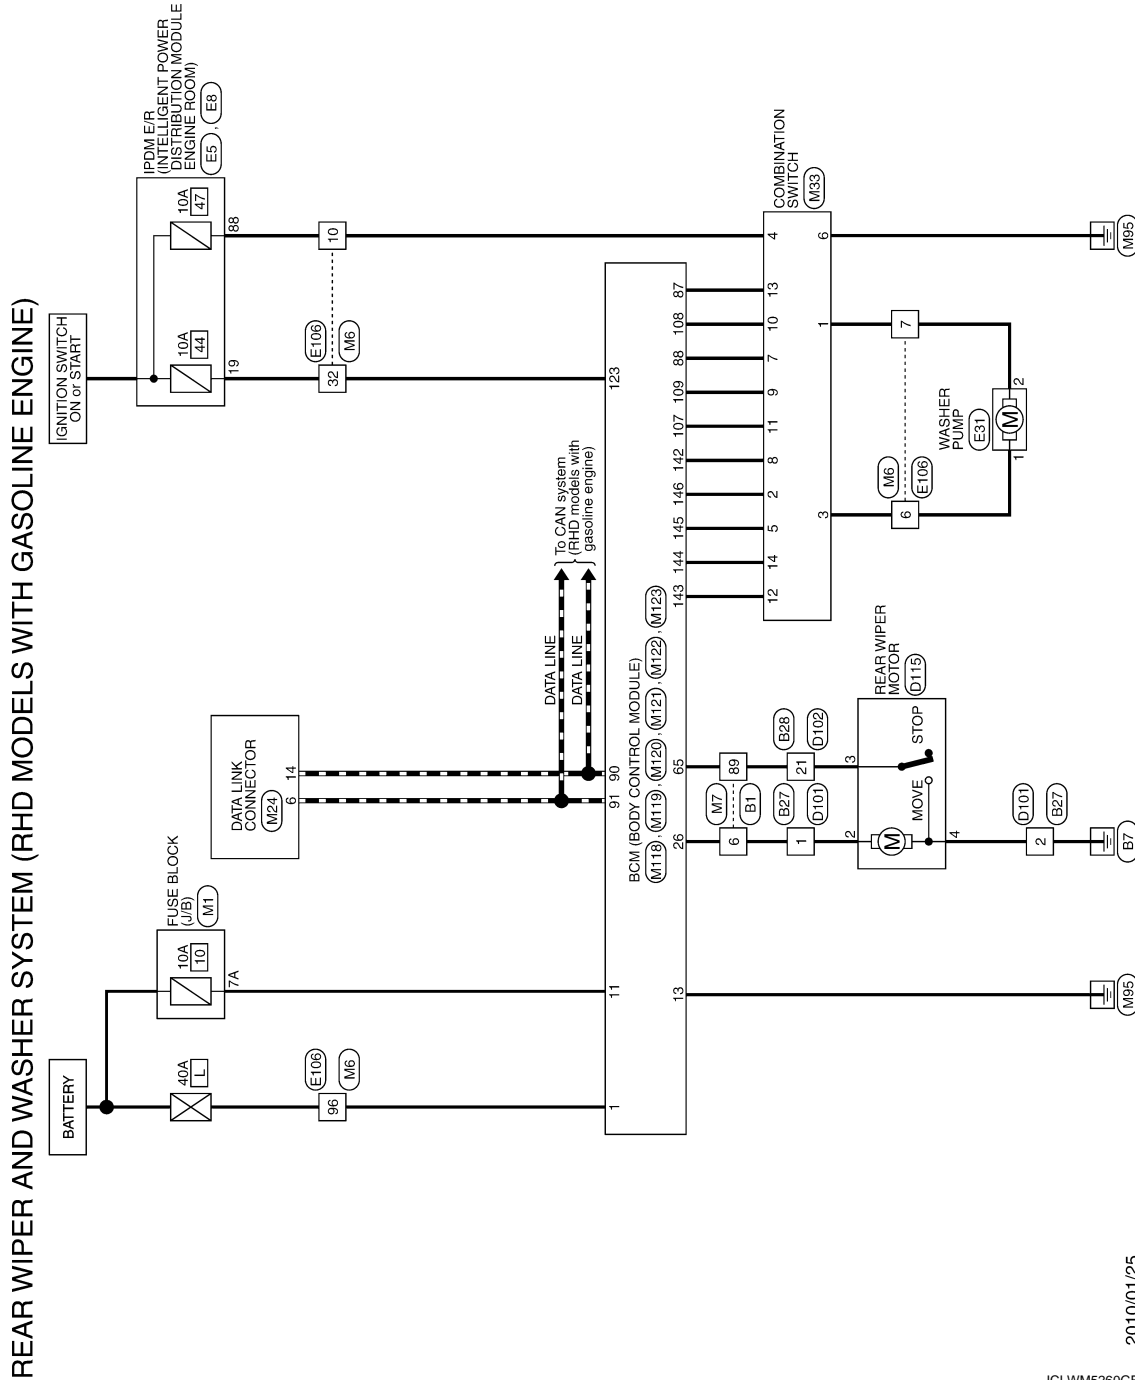 REAR WIPER AND WASHER SYSTEM (RHD MODELS WITH GASOLINE ENGINE)
BATTERY
IGNITION SWITCH
ON or START
40A
L
FUSE BLOCK
(J/B)
M1
10A
10
7A
IPDM E/R
(INTELLIGENT POWER
DISTRIBUTION MODULE
ENGINE ROOM)
E5 , E8
10A
44
10A
47
19
88
E106
M6
96
DATA LINK
CONNECTOR
M24
6
14
E106
M6
32
10
DATA LINE
DATA LINE
To CAN system
(RHD models with
gasoline engine)
1
11
91
90
123
BCM (BODY CONTROL MODULE)
M118 , M119 , M120 , M121 , M122 , M123
13
26
65
143
144
145
146
142
107
109
88
108
87
M7
B1
6
89
B27
D101
1
B28
D102
21
12
14
5
2
8
11
9
7
10
13
4
COMBINATION
SWITCH
M33
3
1
6
REAR WIPER
MOTOR
D115
2
3
M
MOVE
STOP
4
M6
E106
6
7
WASHER
PUMP
E31
1
M
2
D101
B27
2
M95
B7
M95
2010/01/25